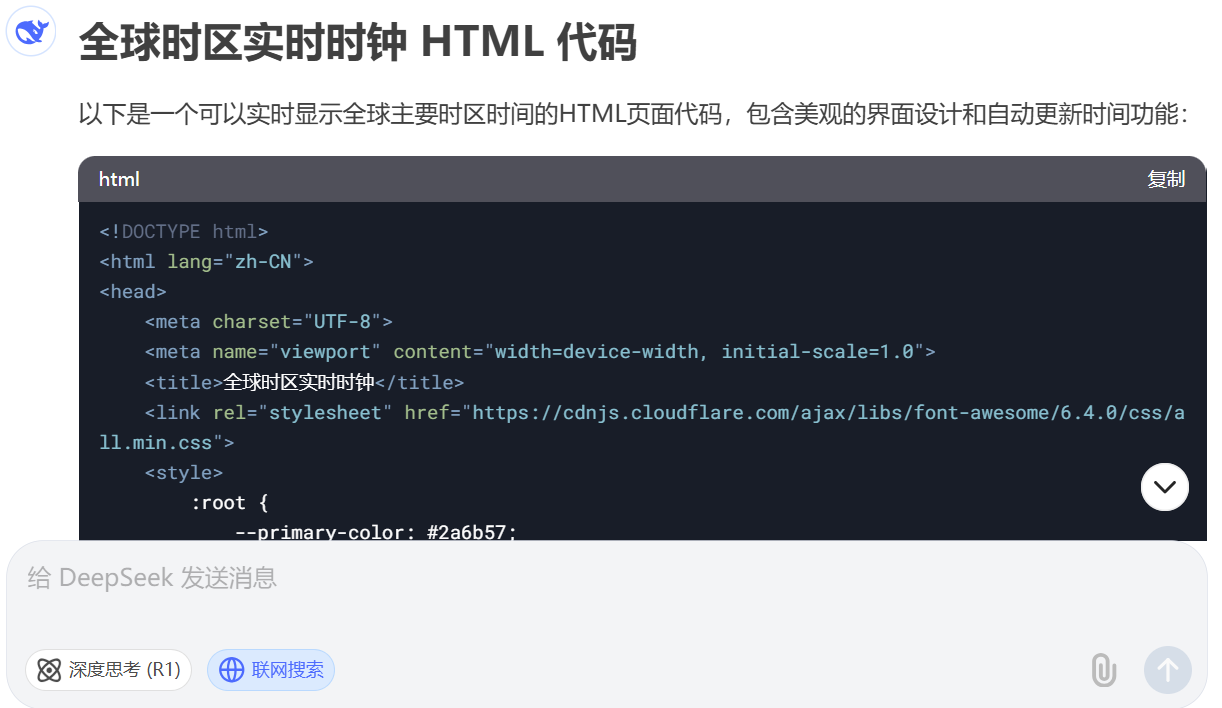 全球时区实时时钟 HTML 代码
以下是一个可以实时显示全球主要时区时间的HTML页面代码，包含美观的界面设计和自动更新时间功能：
html
复制
<!DOCTYPE html>
<html lang="zh-CN">
<head>
    <meta charset="UTF-8">
    <meta name="viewport" content="width=device-width, initial-scale=1.0">
    <title>全球时区实时时钟</title>
    <link rel="stylesheet" href="https://cdnjs.cloudflare.com/ajax/libs/font-awesome/6.4.0/css/a
ll.min.css">
    <style>
        :root {
            --primary-color: #2a6b57;
给 DeepSeek 发送消息
深度思考 (R1)
联网搜索